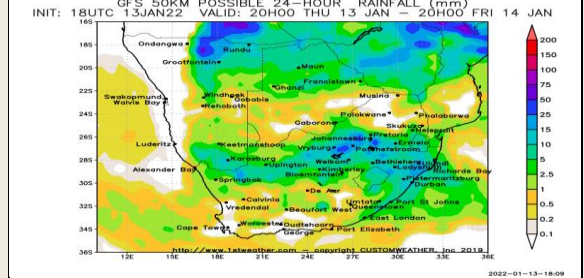 GFS 50KM POSSIBLE 24-HOUR RAINFALL (mm)
INIT: 18UTC 13JAN22 VALID: 20H00 THU 13 JAN - 20H00 FRI 14 JAN
16S
18S
20S
22S
24S
26S
28S
30S
32S
34S
36S
Ondangwa
Rundu
Grootfontein
Maun
Francistown
Ghanzi
Musina
Swakopmund
Walvis Bay
Windhoek
Gobabis
Rehoboth
Polokwane
Phalaborwa
Gaborone
Skukuza
Nelspruit
Johannesburg
Pretoria
Luderitz
Keetmanshoop
Vryburg
Potchefstroom
Ermelo
Karasburg
Upington
Welkom
Bethlehem
Ulundi
Ladysmith
Alexander Bay
Kimberley
Richards Bay
Springbok
Bloemfontein
Pietermaritzburg
Durban
De Aar
Calvinia
Umtata
Port St Johns
Vredendal
Beaufort West
Queenstown
East London
Cape Town
Worcester
Oudtshoorn
George
Port Elizabeth
http://www.1stweather.com - copyright CUSTOMWEATHER, Inc 2019
12E 15E 18E 21E 24E 27E 30E 33E 36E
200
150
100
75
50
25
15
10
5
2.5
1
0.5
0.2
0.1
2022-01-13-18:09